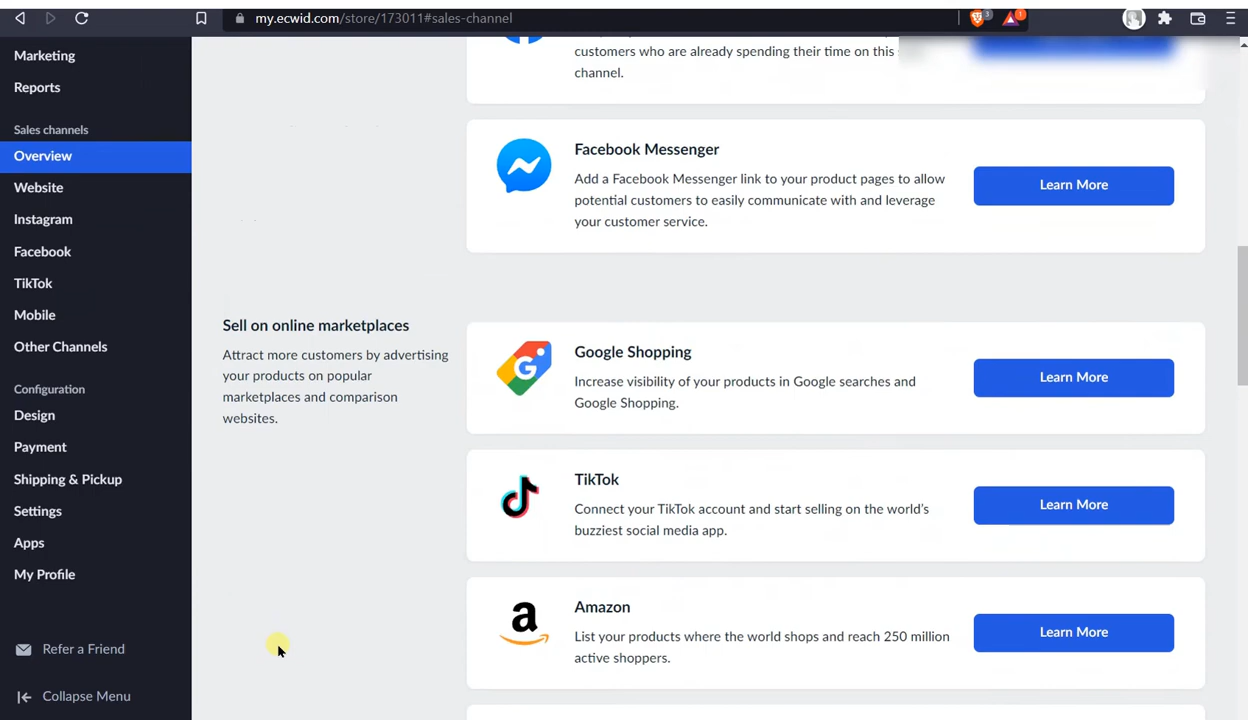 my.ecwid.com/store/173011#sales-channel
3
1
Marketing
Reports
Sales channels
Overview
Website
Instagram
Facebook
TikTok
Mobile
Other Channels
Configuration
Design
Payment
Shipping & Pickup
Settings
Apps
My Profile
Refer a Friend
Collapse Menu
customers who are already spending their time on this
channel.
Facebook Messenger
Add a Facebook Messenger link to your product pages to allow
potential customers to easily communicate with and leverage
your customer service.
Learn More
Sell on online marketplaces
Attract more customers by advertising
your products on popular
marketplaces and comparison
websites.
Google Shopping
Increase visibility of your products in Google searches and
Google Shopping.
Learn More
TikTok
Connect your TikTok account and start selling on the world's
buzziest social media app.
Learn More
Amazon
List your products where the world shops and reach 250 million
active shoppers.
Learn More